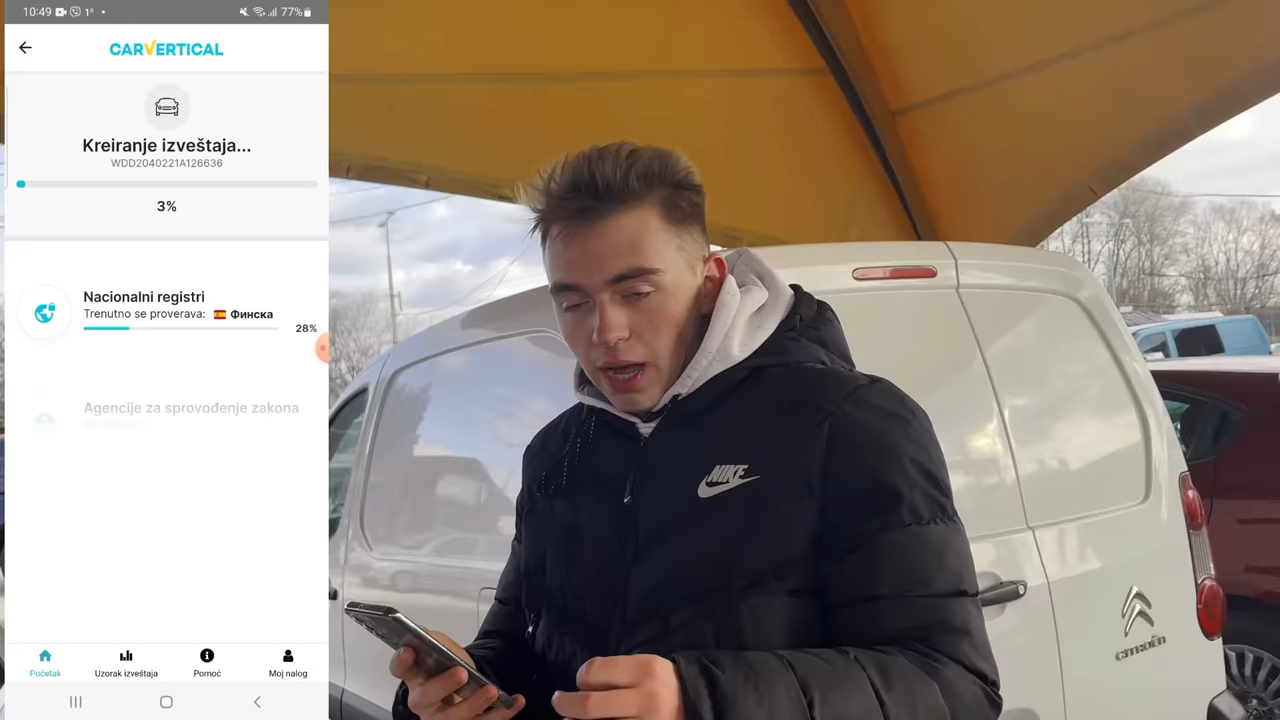 10:49 1° • 77%
CARVERTICAL
Kreiranje izveštaja...
WDD2040221A126636
3%
Nacionalni registri
Trenutno se proverava: Финска
28%
Agencije za sprovođenje zakona
Početak
Uzorak izveštaja
Pomoć
Moj nalog
NIKE
CITROËN